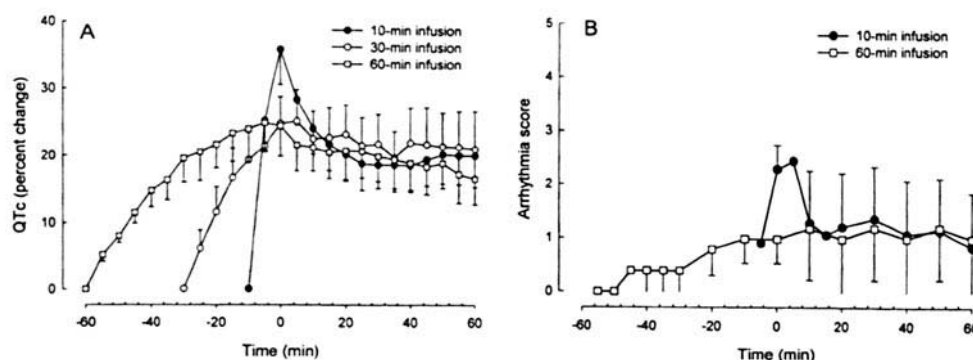 A
10-min infusion
30-min infusion
60-min infusion
QTc (percent change)
40
30
20
10
0
-60 -40 -20 0 20 40 60
Time (min)
B
10-min infusion
60-min infusion
Arrhythmia score
5
4
3
2
1
0
-60 -40 -20 0 20 40 60
Time (min)